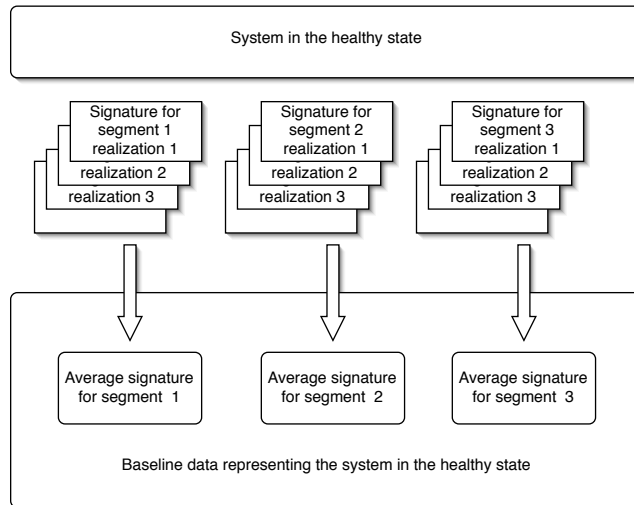 System in the healthy state
Signature for
segment 1
realization 1
realization 2
realization 3
Signature for
segment 2
realization 1
realization 2
realization 3
Signature for
segment 3
realization 1
realization 2
realization 3
Average signature
for segment 1
Average signature
for segment 2
Average signature
for segment 3
Baseline data representing the system in the healthy state